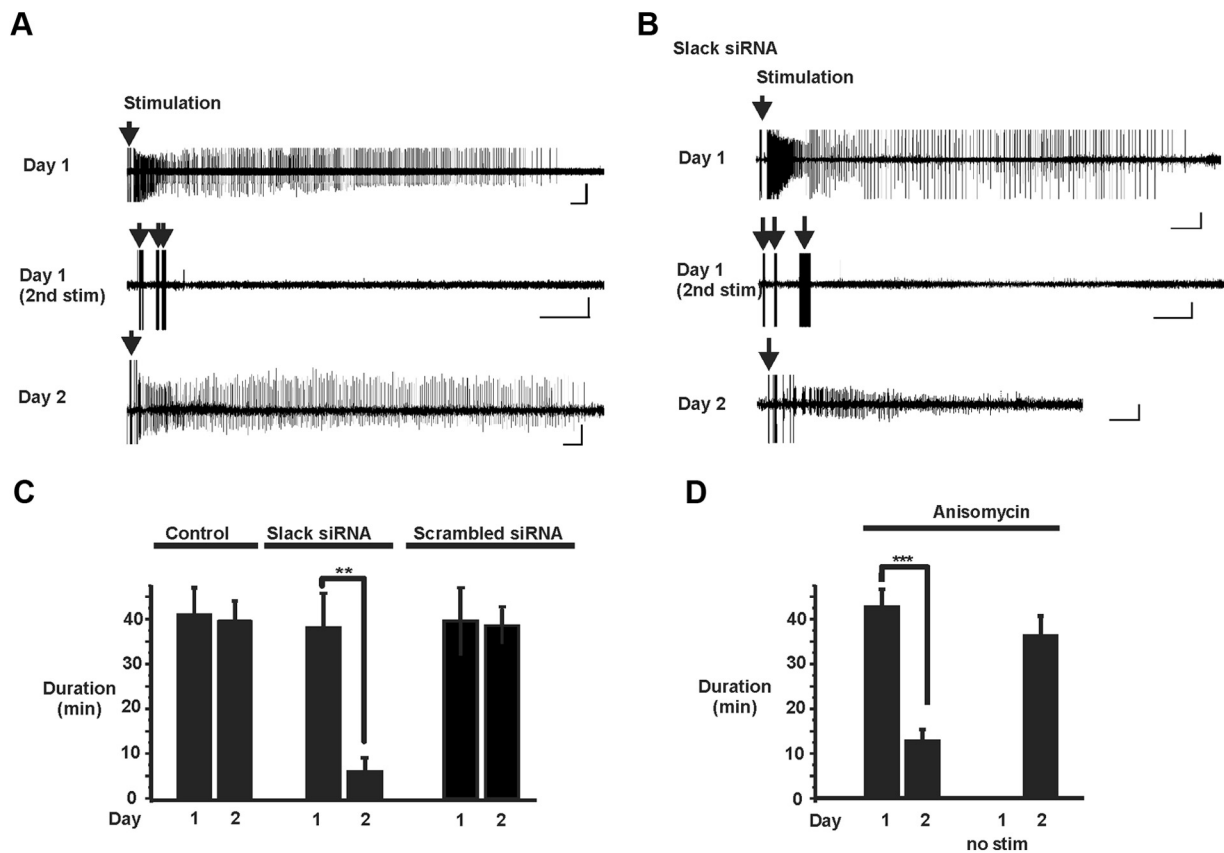 A
Stimulation
Day 1
Day 1
(2nd stim)
Day 2
B
Slack siRNA
Stimulation
Day 1
Day 1
(2nd stim)
Day 2
C
Control Slack siRNA Scrambled siRNA
**
40
30
20
10
0
Duration
(min)
Day 1 2 1 2 1 2
D
Anisomycin
***
40
30
20
10
0
Duration
(min)
Day 1 2 1 2
no stim